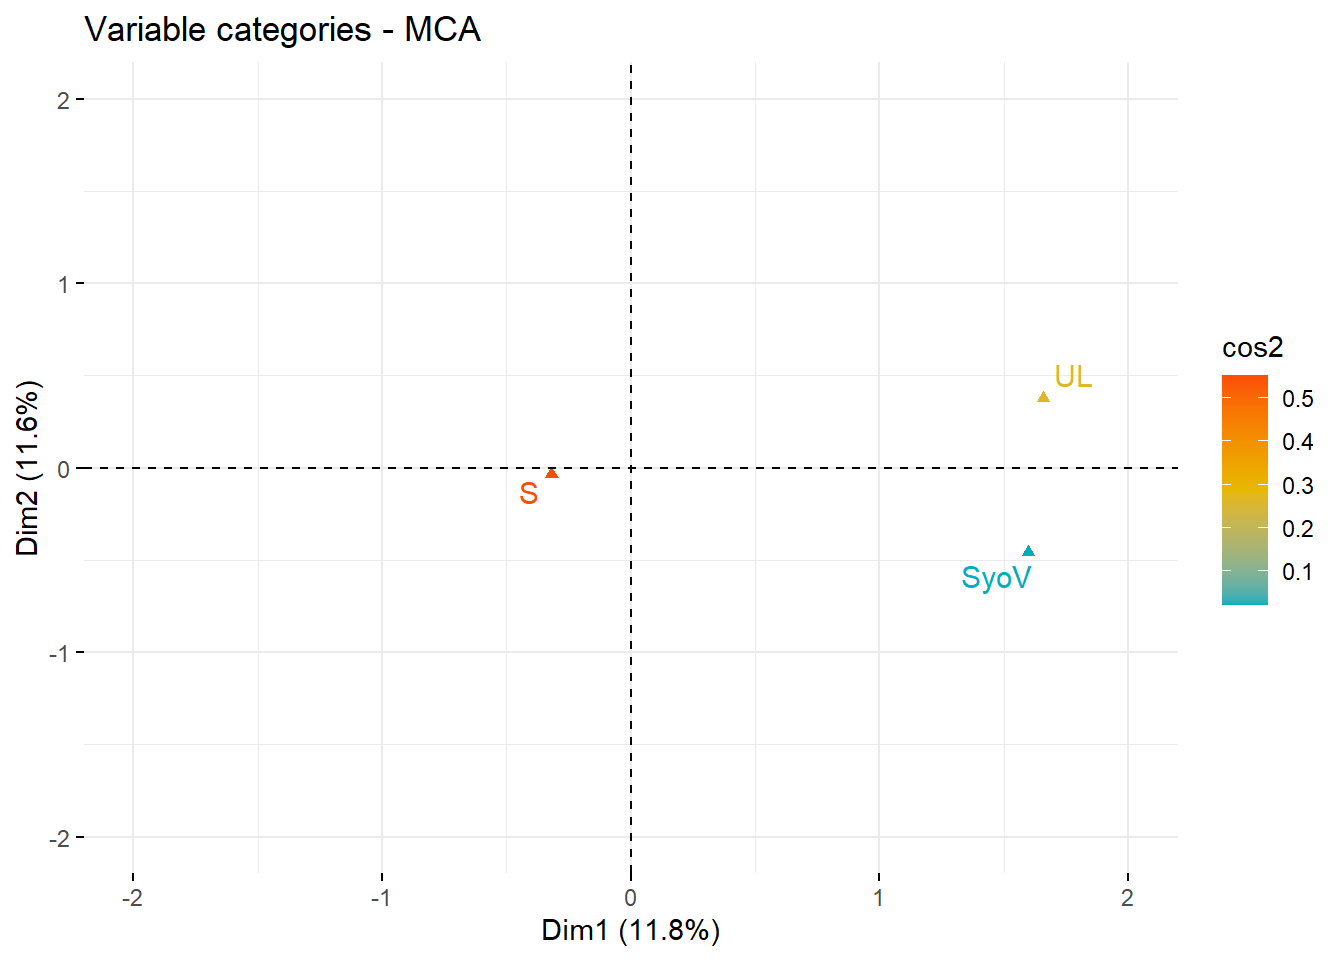 Variable categories - MCA
2
1
0
-1
-2
Dim2 (11.6%)
UL
S
SyoV
-2
-1
0
1
2
Dim1 (11.8%)
cos2
0.5
0.4
0.3
0.2
0.1